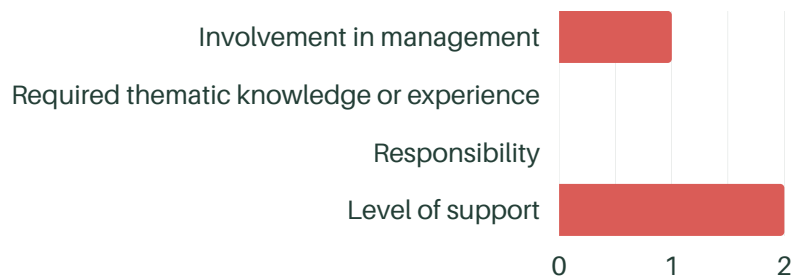 Involvement in management
Required thematic knowledge or experience
Responsibility
Level of support
0 1 2